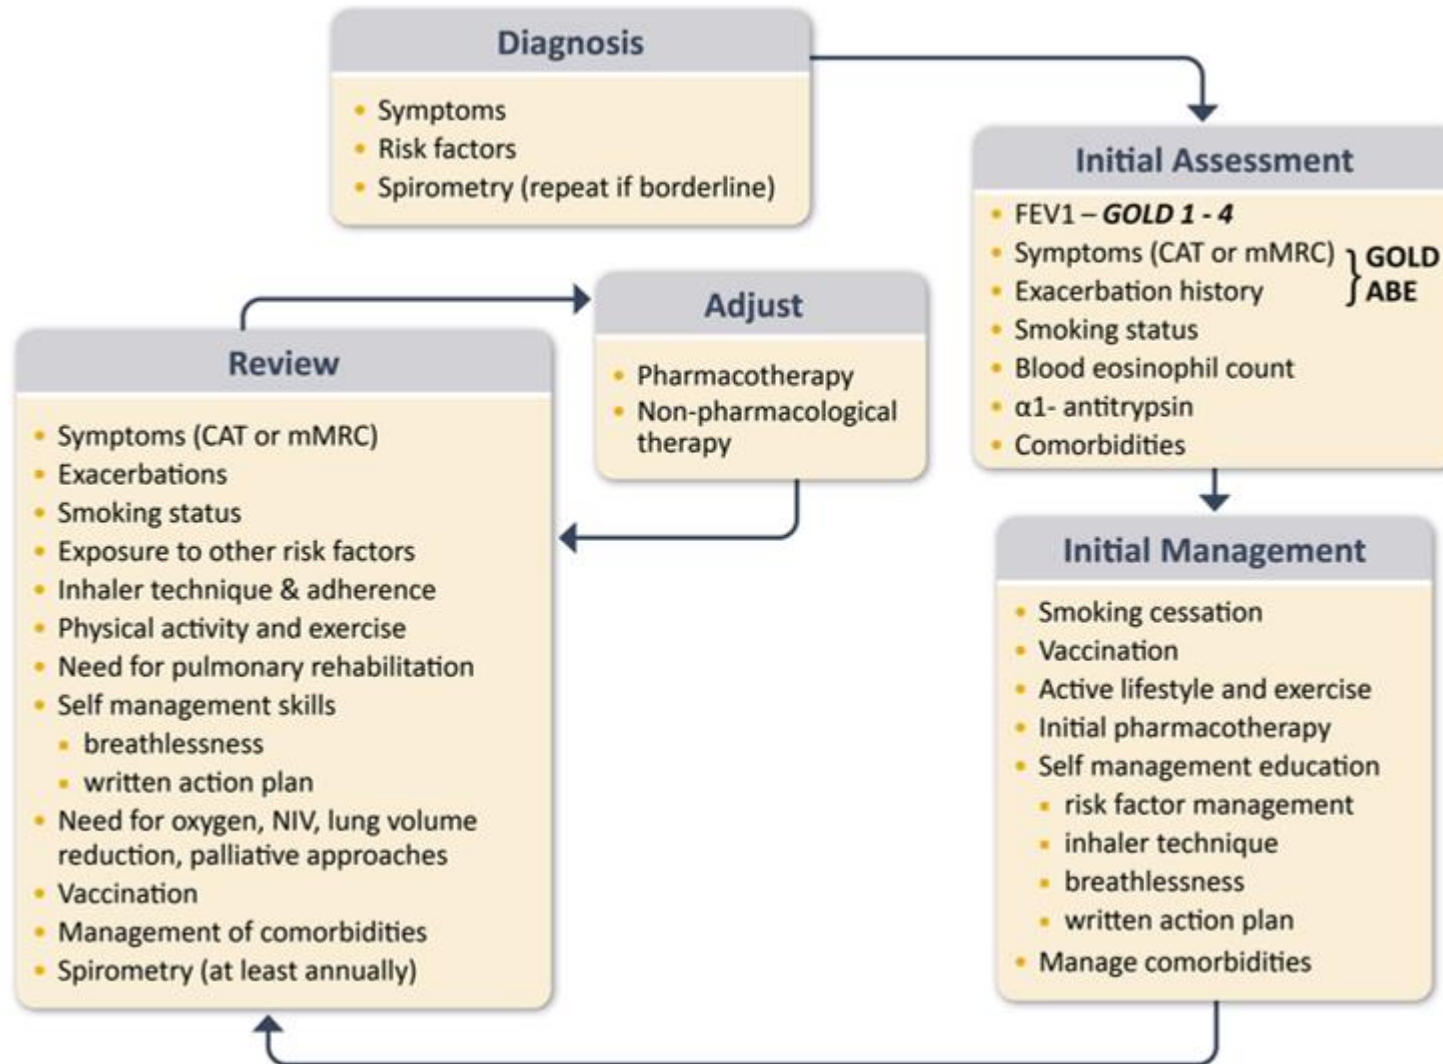 Diagnosis
• Symptoms
• Risk factors
• Spirometry (repeat if borderline)
Initial Assessment
• FEV1 – GOLD 1 - 4
• Symptoms (CAT or mMRC)
• Exacerbation history
} GOLD
ABE
• Smoking status
• Blood eosinophil count
• α1- antitrypsin
• Comorbidities
Initial Management
• Smoking cessation
• Vaccination
• Active lifestyle and exercise
• Initial pharmacotherapy
• Self management education
▪ risk factor management
▪ inhaler technique
▪ breathlessness
▪ written action plan
• Manage comorbidities
Review
• Symptoms (CAT or mMRC)
• Exacerbations
• Smoking status
• Exposure to other risk factors
• Inhaler technique & adherence
• Physical activity and exercise
• Need for pulmonary rehabilitation
• Self management skills
▪ breathlessness
▪ written action plan
• Need for oxygen, NIV, lung volume
reduction, palliative approaches
• Vaccination
• Management of comorbidities
• Spirometry (at least annually)
Adjust
• Pharmacotherapy
• Non-pharmacological
therapy